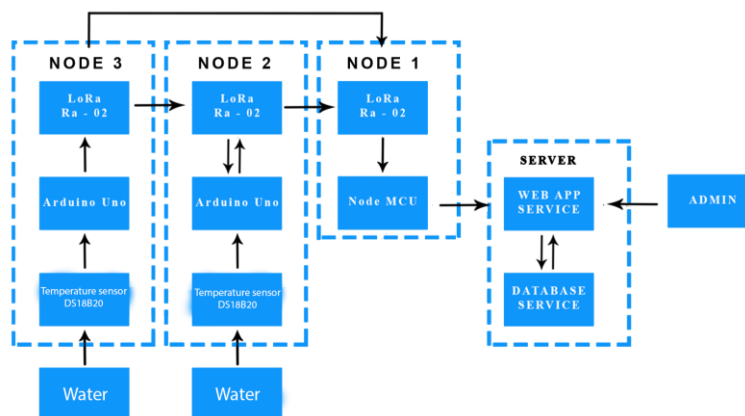 NODE 3
LoRa
Ra - 02
Arduino Uno
Temperature sensor
DS18B20
Water
NODE 2
LoRa
Ra - 02
Arduino Uno
Temperature sensor
DS18B20
Water
NODE 1
LoRa
Ra - 02
Node MCU
SERVER
WEB APP
SERVICE
DATABASE
SERVICE
ADMIN